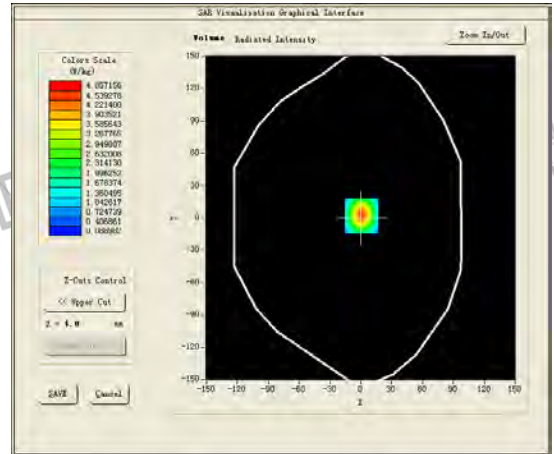 SAR Visualisation Graphical Interface
Volume Radiated Intensity
Zoom In/Out
Colors Scale
(W/kg)
4.857156
4.539278
4.221400
3.903521
3.585643
3.267765
2.949887
2.632008
2.314130
1.996252
1.678374
1.360495
1.042617
0.724739
0.406861
0.088982
150
120
90
60
30
0
-30
-60
-90
-120
-150
Y
-150 -120 -90 -60 -30 0 30 60 90 120 150
X
Z-Cuts Control
<< Upper Cut
Z = 4.0 mm
SAVE
Cancel